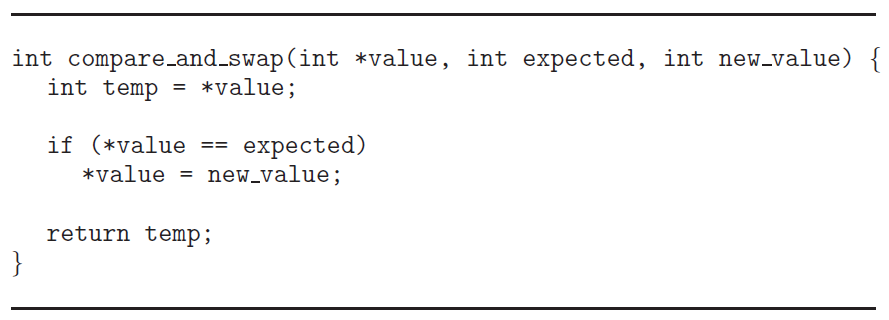 int compare_and_swap(int *value, int expected, int new_value) {
int temp = *value;
if (*value == expected)
*value = new_value;
return temp;
}